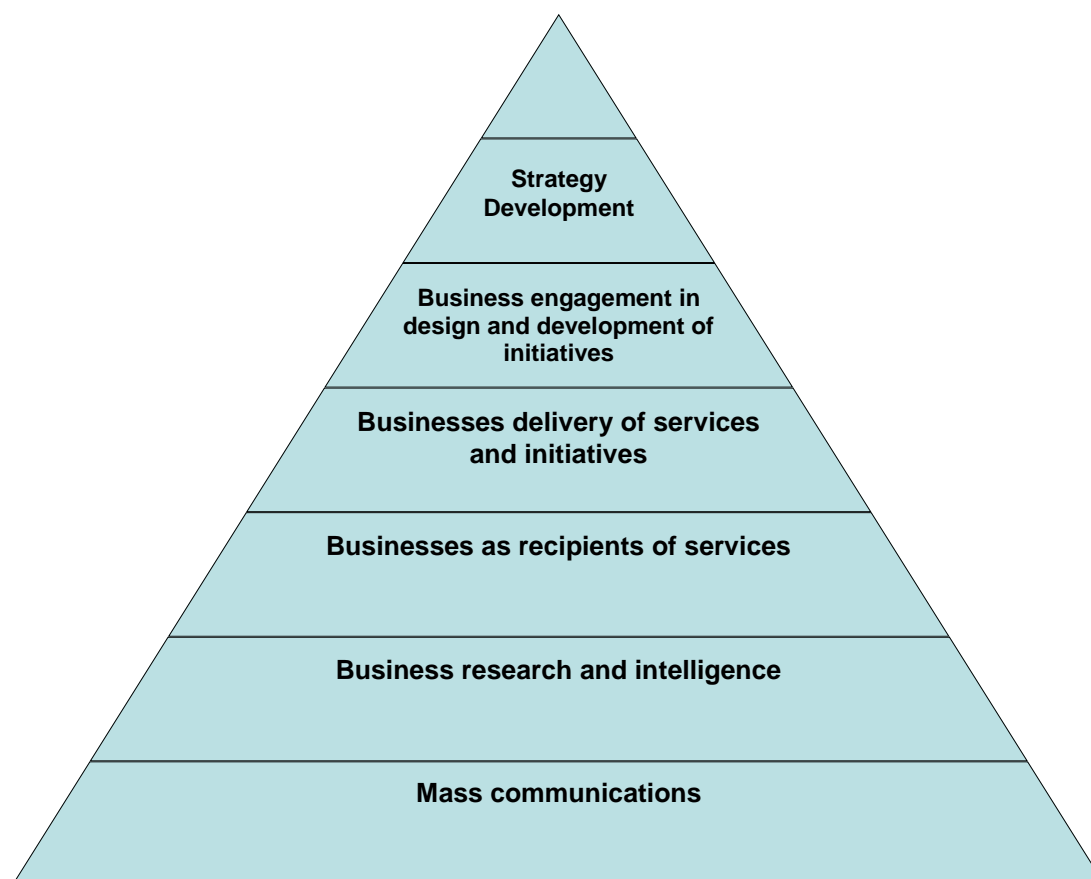 Strategy
Development
Business engagement in
design and development of
initiatives
Businesses delivery of services
and initiatives
Businesses as recipients of services
Business research and intelligence
Mass communications